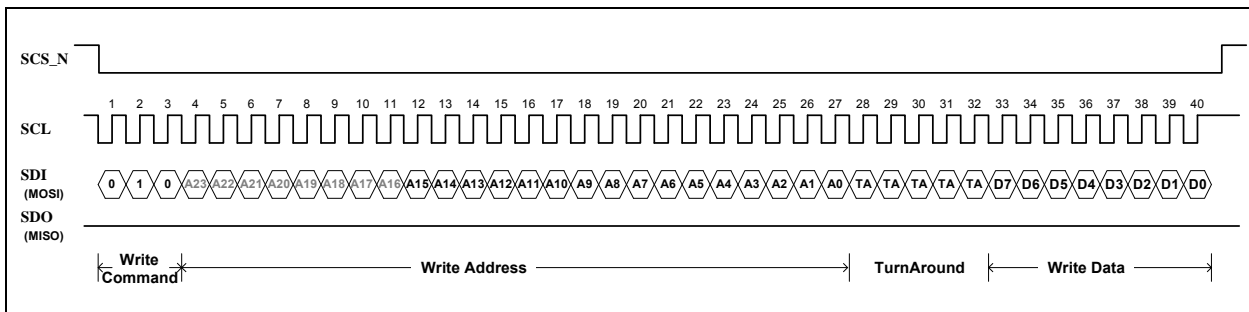 SCS_N
1 2 3 4 5 6 7 8 9 10 11 12 13 14 15 16 17 18 19 20 21 22 23 24 25 26 27 28 29 30 31 32 33 34 35 36 37 38 39 40
SCL
SDI
(MOSI)
0 1 0 A23 A22 A21 A20 A19 A18 A17 A16 A15 A14 A13 A12 A11 A10 A9 A8 A7 A6 A5 A4 A3 A2 A1 A0 TA TA TA TA TA D7 D6 D5 D4 D3 D2 D1 D0
SDO
(MISO)
Write
Command
Write Address
TurnAround
Write Data